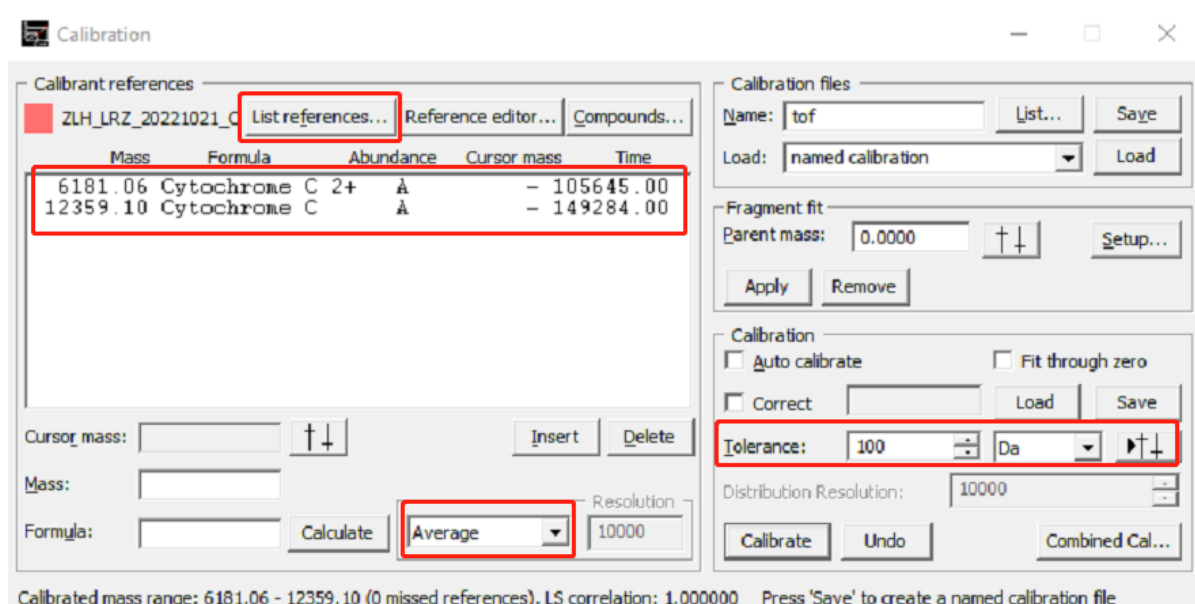 Calibration
Calibrant references
ZLH_LRZ_20221021_C List references... Reference editor... Compounds...
Mass Formula Abundance Cursor mass Time
6181.06 Cytochrome C 2+ A - 105645.00
12359.10 Cytochrome C A - 149284.00
Cursor mass: Insert Delete
Mass:
Resolution
Formula: Calculate Average 10000
Calibration files
Name: tof List... Save
Load: named calibration Load
Fragment fit
Parent mass: 0.0000 Setup...
Apply Remove
Calibration
Auto calibrate Fit through zero
Correct Load Save
Tolerance: 100 Da
Distribution Resolution: 10000
Calibrate Undo Combined Cal...
Calibrated mass range: 6181.06 - 12359.10 (0 missed references), LS correlation: 1.000000 Press 'Save' to create a named calibration file